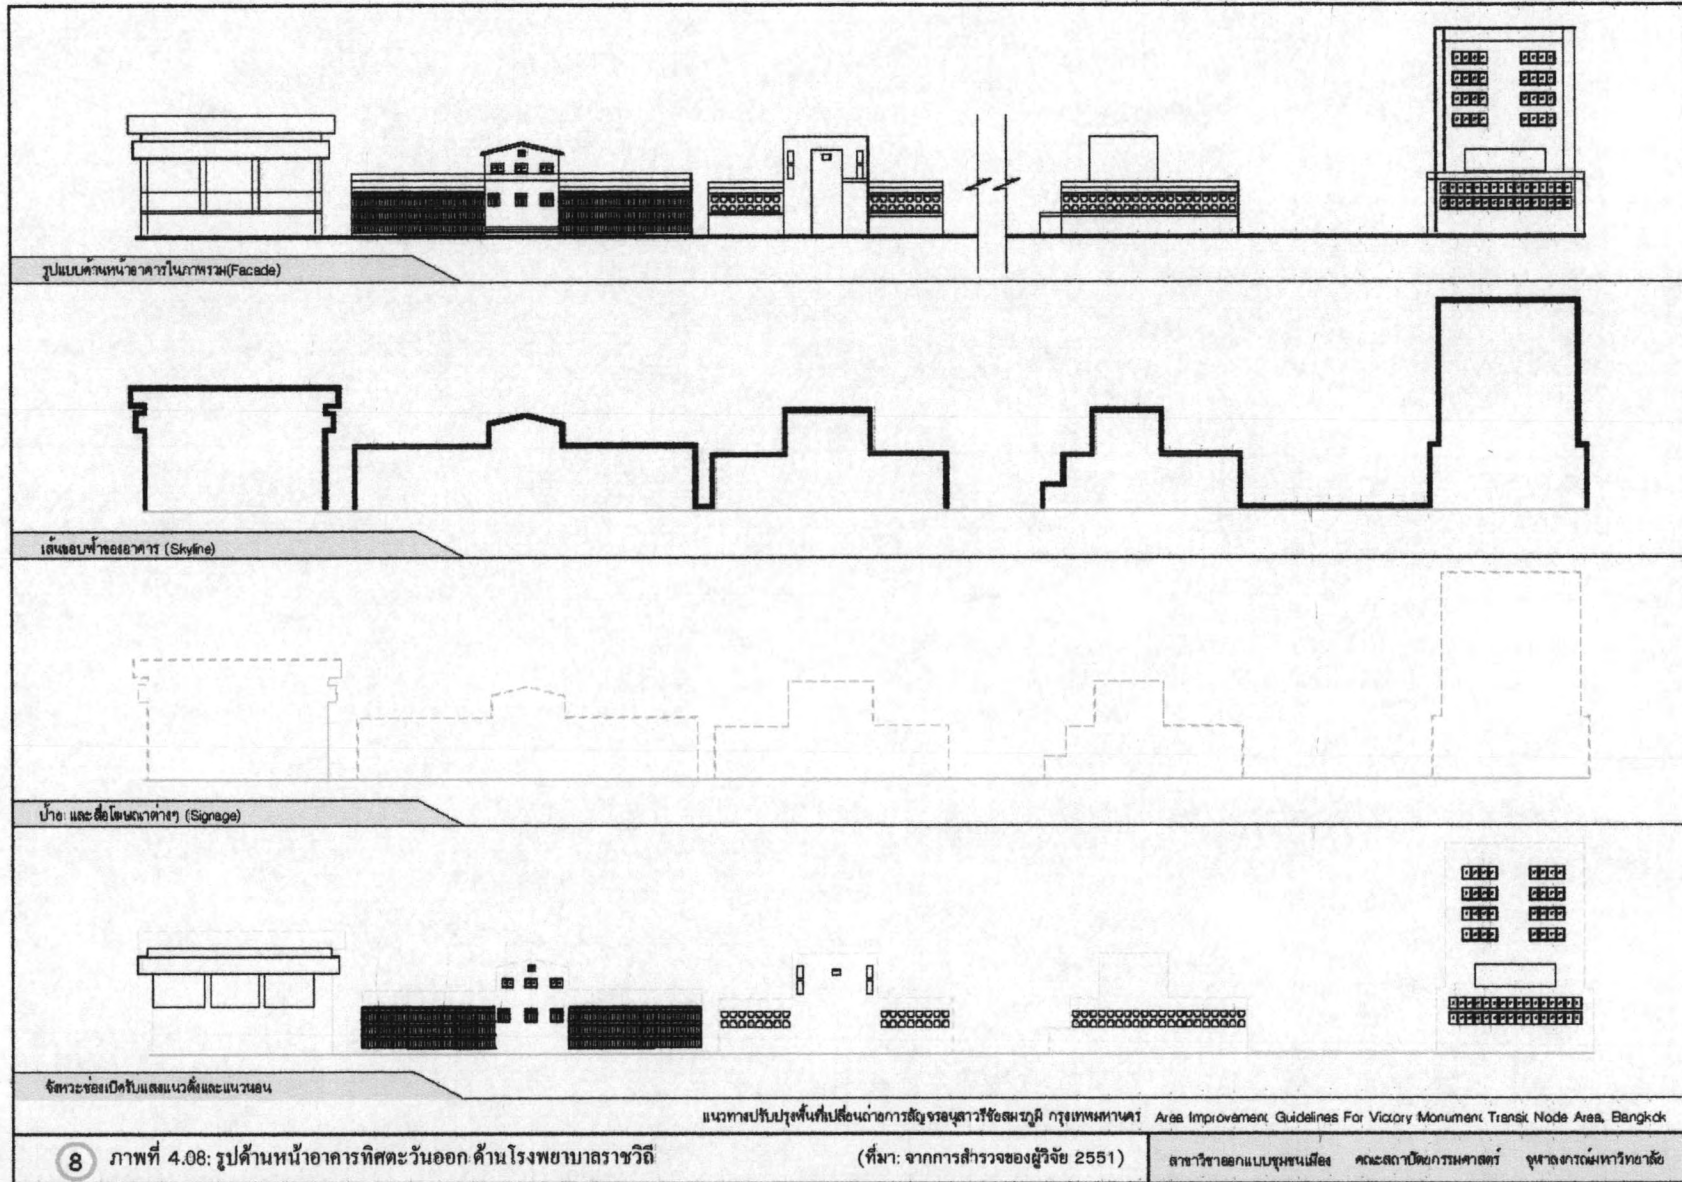 รูปแบบด้านหน้าอาคารในภาพรวม(Facade)
เส้นขอบฟ้าของอาคาร (Skyline)
ป้าย และสื่อโฆษณาต่างๆ (Signage)
จังหวะช่องเปิดรับแสงแนวตั้งและแนวนอน
แนวทางปรับปรุงพื้นที่เปลี่ยนถ่ายการสัญจรอนุสาวรีย์ชัยสมรภูมิ กรุงเทพมหานคร Area Improvement Guidelines For Victory Monument Transit Node Area, Bangkok
8 ภาพที่ 4.08: รูปด้านหน้าอาคารทิศตะวันออก ด้านโรงพยาบาลราชวิถี (ที่มา: จากการสำรวจของผู้วิจัย 2551) สาขาวิชาออกแบบชุมชนเมือง คณะสถาปัตยกรรมศาสตร์ จุฬาลงกรณ์มหาวิทยาลัย